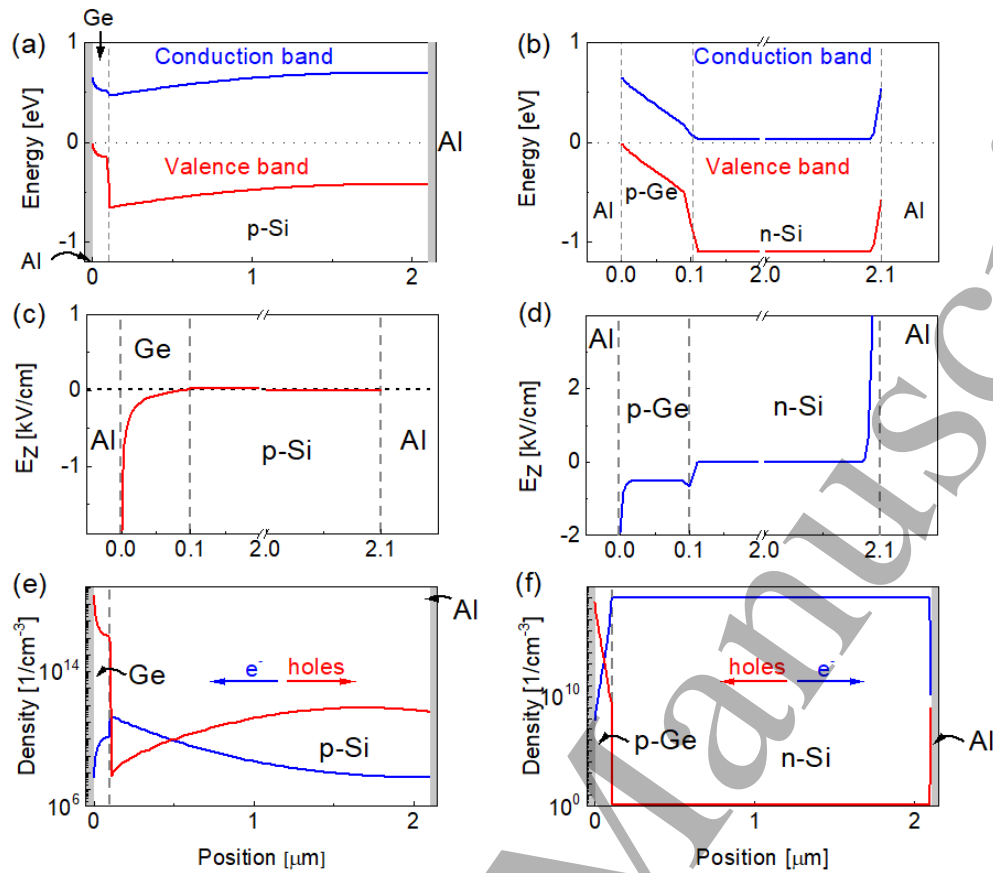 Ge
(a)
1
0
-1
Energy [eV]
Conduction band
Valence band
p-Si
Al
Al
0 1 2
(b)
1
0
-1
Energy [eV]
Conduction band
Valence band
Al
p-Ge
n-Si
Al
0.0 0.1 2.0 2.1
(c)
1
0
-1
EZ [kV/cm]
Ge
Al
p-Si
Al
0.0 0.1 2.0 2.1
(d)
2
0
-2
EZ [kV/cm]
Al
p-Ge
n-Si
Al
0.0 0.1 2.0 2.1
(e)
10^14
10^6
Density [1/cm^-3]
Ge
e^- holes
p-Si
Al
0 1 2
Position [μm]
(f)
10^10
10^0
Density [1/cm^-3]
holes e^-
p-Ge
n-Si
Al
0 1 2
Position [μm]
Manusc